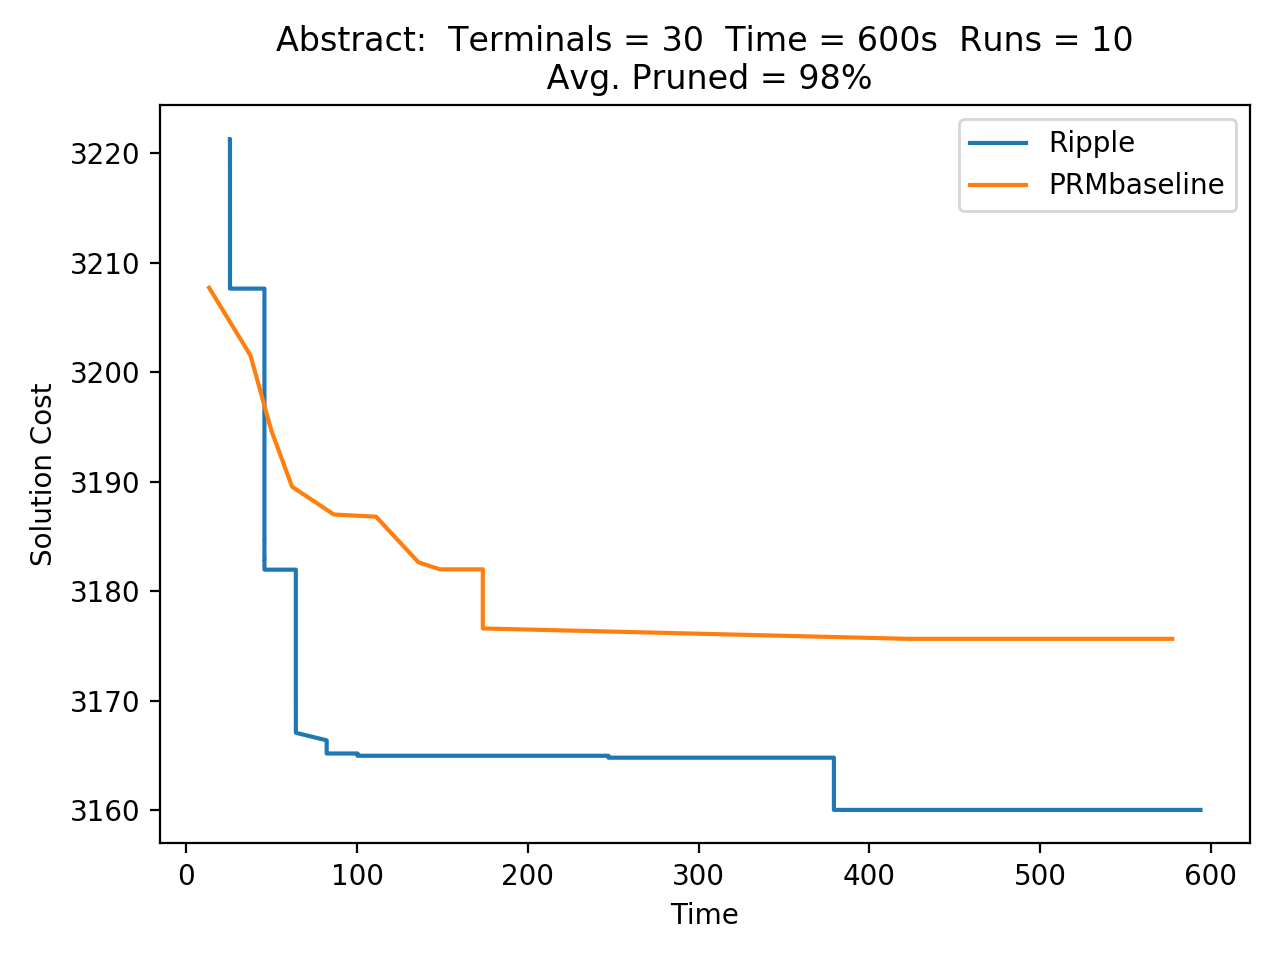 Abstract:  Terminals = 30  Time = 600s  Runs = 10
Avg. Pruned = 98%
Ripple
PRMbaseline
3220
3210
3200
3190
3180
3170
3160
Solution Cost
0 100 200 300 400 500 600
Time